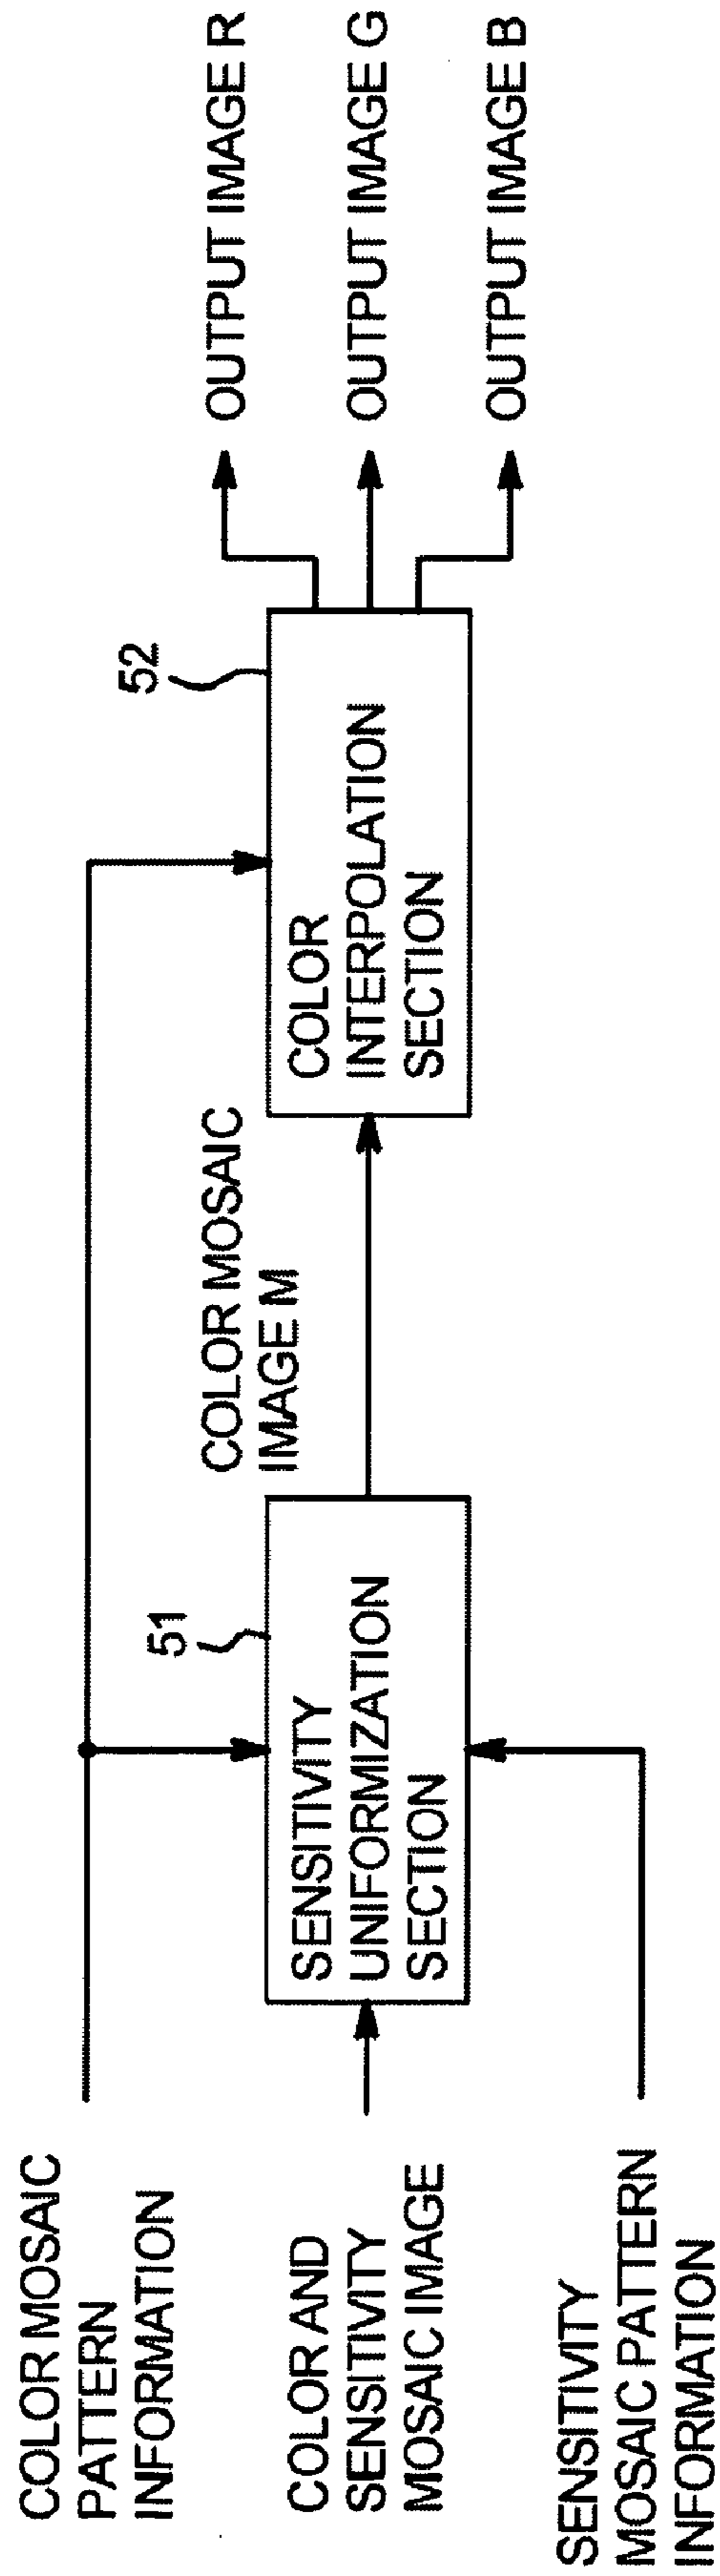 COLOR MOSAIC
PATTERN
INFORMATION
COLOR AND
SENSITIVITY
MOSAIC IMAGE
SENSITIVITY
MOSAIC PATTERN
INFORMATION
51
SENSITIVITY
UNIFORMIZATION
SECTION
COLOR MOSAIC
IMAGE M
52
COLOR
INTERPOLATION
SECTION
OUTPUT IMAGE R
OUTPUT IMAGE G
OUTPUT IMAGE B